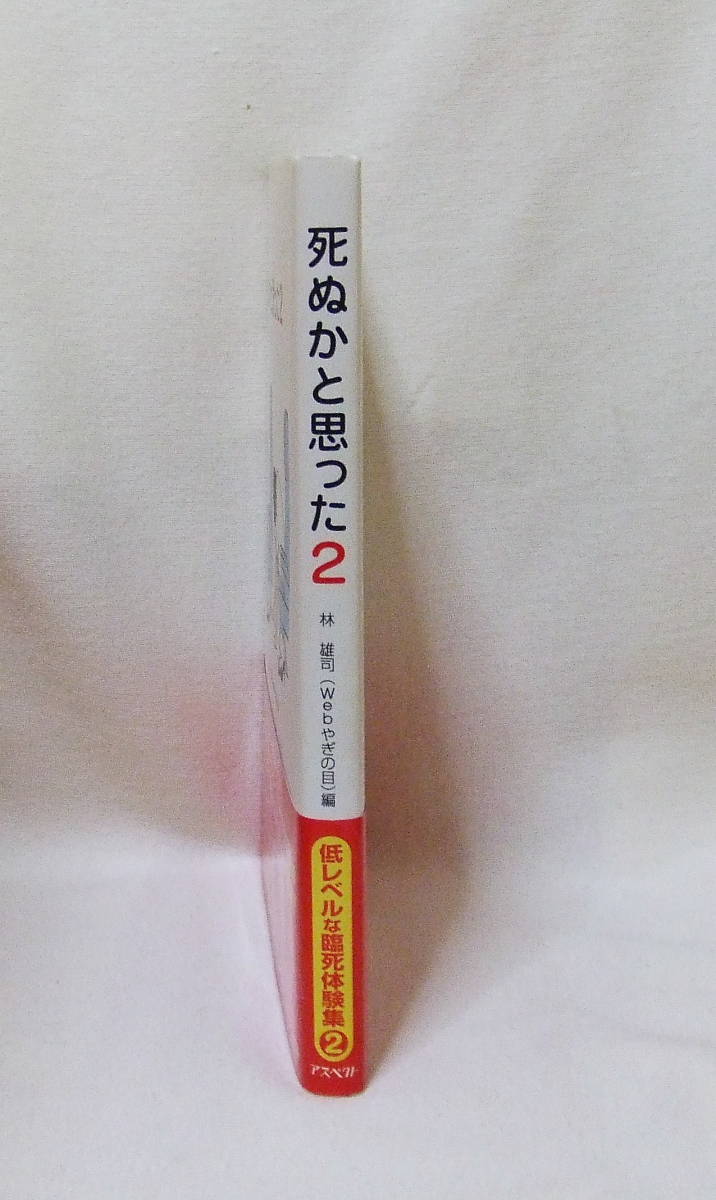 死ぬかと思った2
林 雄司（Webやぎの目）編
低レベルな臨死体験集②
アスペクト